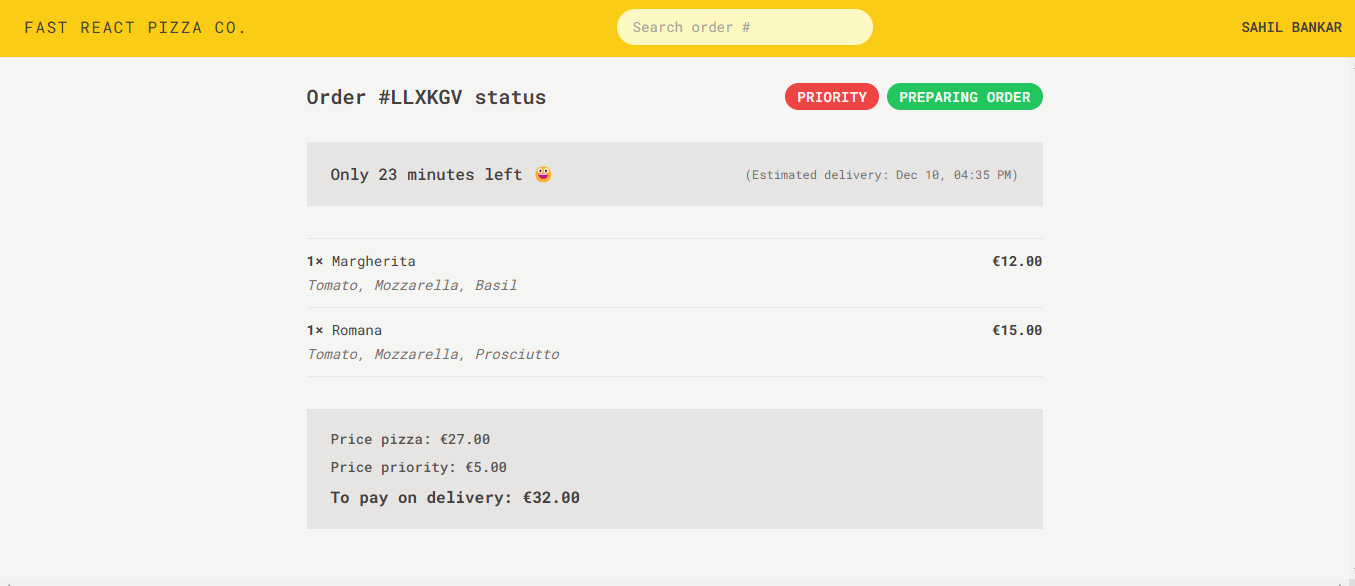 FAST REACT PIZZA CO.
Search order #
SAHIL BANKAR
Order #LLXKGV status
PRIORITY
PREPARING ORDER
Only 23 minutes left 😀
(Estimated delivery: Dec 10, 04:35 PM)
1× Margherita
€12.00
Tomato, Mozzarella, Basil
1× Romana
€15.00
Tomato, Mozzarella, Prosciutto
Price pizza: €27.00
Price priority: €5.00
To pay on delivery: €32.00